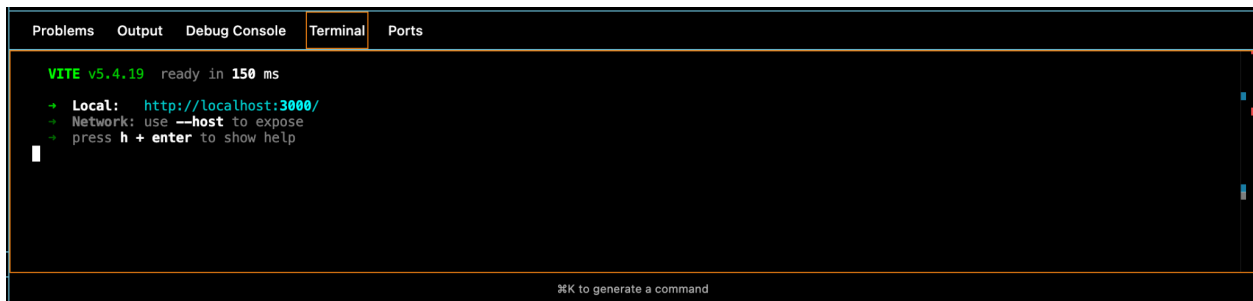 Problems Output Debug Console Terminal Ports
VITE v5.4.19 ready in 150 ms
➜ Local: http://localhost:3000/
➜ Network: use --host to expose
➜ press h + enter to show help
⌘K to generate a command